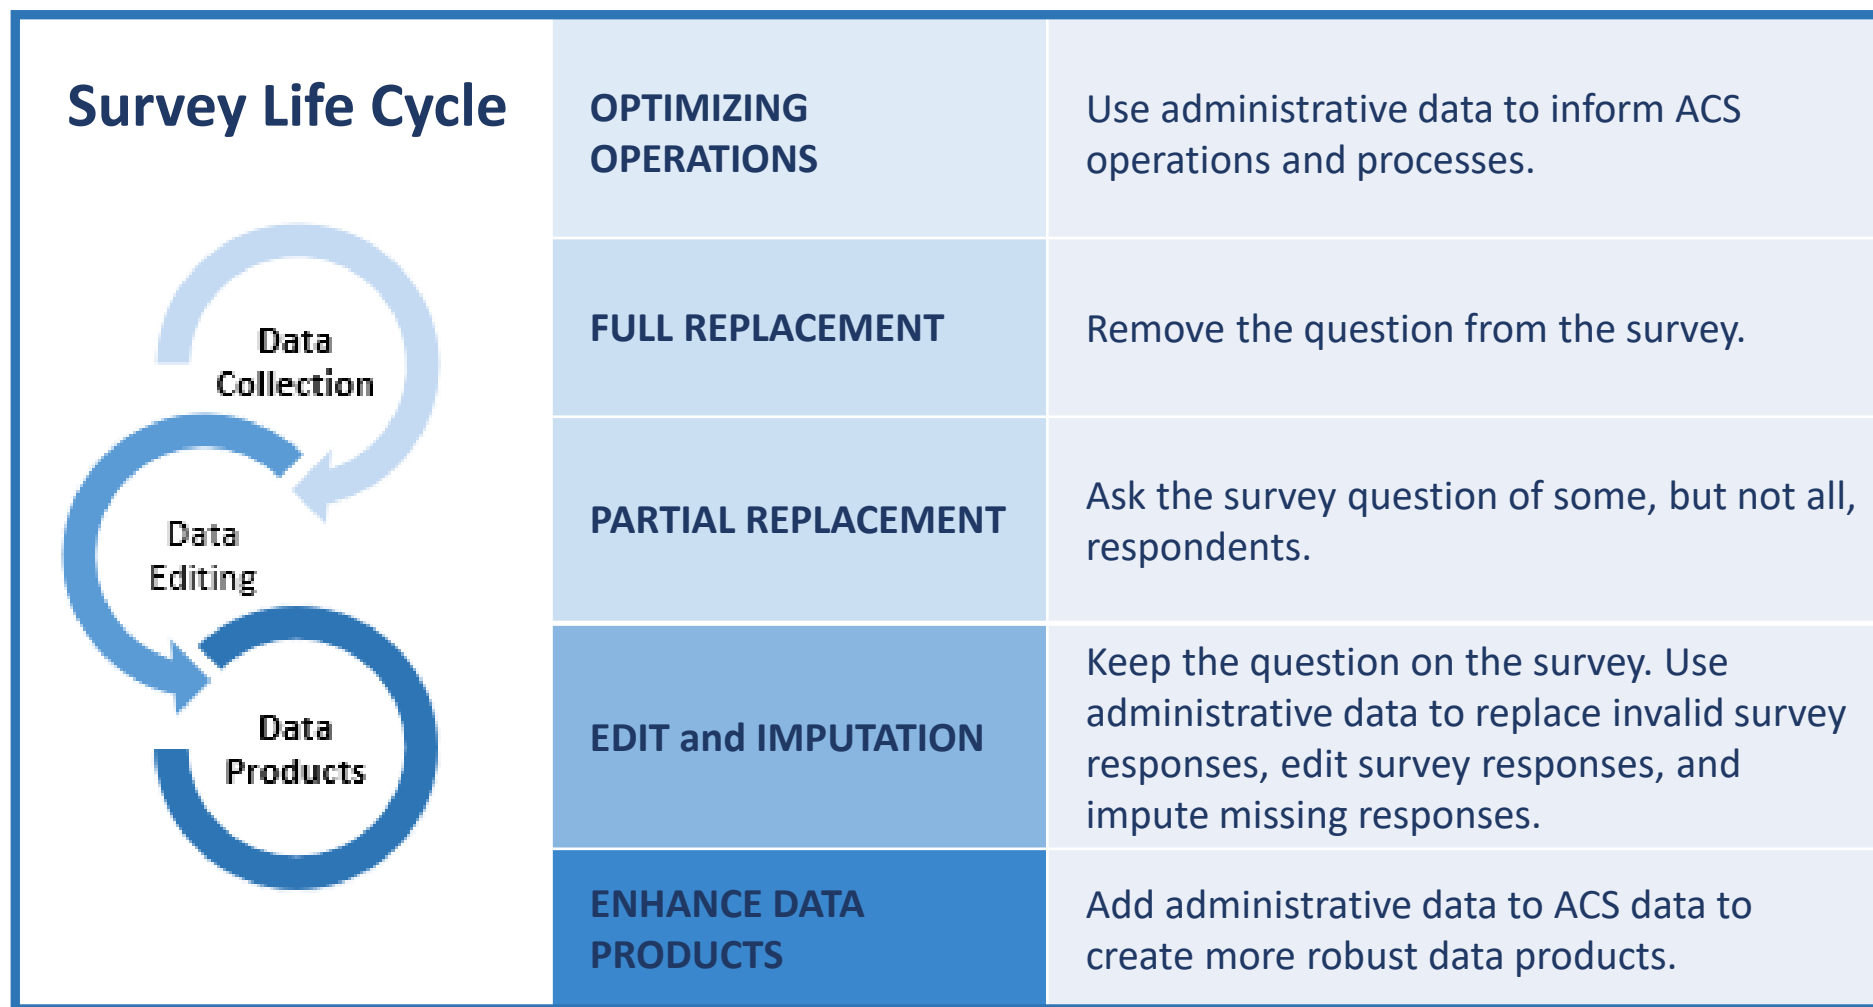 Survey Life Cycle
Data
Collection
Data
Editing
Data
Products
OPTIMIZING
OPERATIONS
Use administrative data to inform ACS
operations and processes.
FULL REPLACEMENT
Remove the question from the survey.
PARTIAL REPLACEMENT
Ask the survey question of some, but not all,
respondents.
EDIT and IMPUTATION
Keep the question on the survey. Use
administrative data to replace invalid survey
responses, edit survey responses, and
impute missing responses.
ENHANCE DATA
PRODUCTS
Add administrative data to ACS data to
create more robust data products.